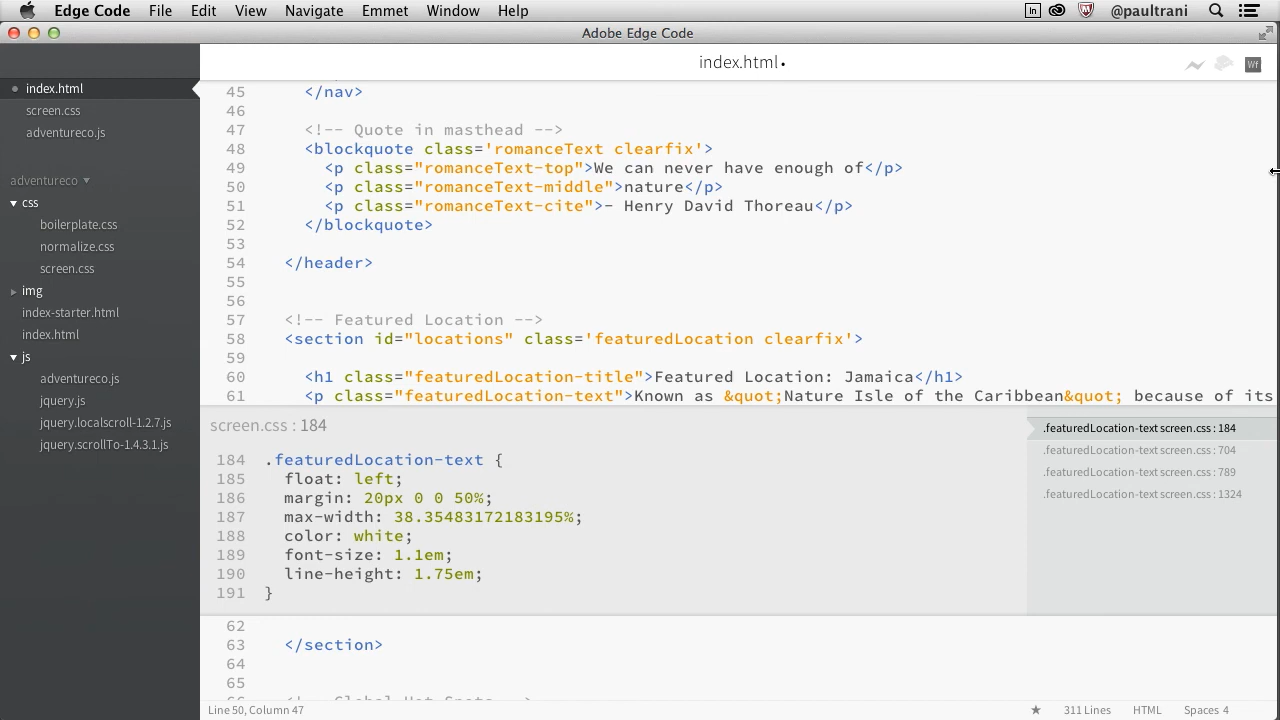 Edge Code File Edit View Navigate Emmet Window Help In @paultrani
Adobe Edge Code
index.html•
Wf
index.html
screen.css
adventureco.js
adventureco
css
boilerplate.css
normalize.css
screen.css
img
index-starter.html
index.html
js
adventureco.js
jquery.js
jquery.localscroll-1.2.7.js
jquery.scrollTo-1.4.3.1.js
45 </nav>
46
47 <!-- Quote in masthead -->
48 <blockquote class='romanceText clearfix'>
49 <p class="romanceText-top">We can never have enough of</p>
50 <p class="romanceText-middle">nature</p>
51 <p class="romanceText-cite">– Henry David Thoreau</p>
52 </blockquote>
53
54 </header>
55
56
57 <!-- Featured Location -->
58 <section id="locations" class='featuredLocation clearfix'>
59
60 <h1 class="featuredLocation-title">Featured Location: Jamaica</h1>
61 <p class="featuredLocation-text">Known as &quot;Nature Isle of the Caribbean&quot; because of its
screen.css : 184
184 .featuredLocation-text {
185 float: left;
186 margin: 20px 0 0 50%;
187 max-width: 38.35483172183195%;
188 color: white;
189 font-size: 1.1em;
190 line-height: 1.75em;
191 }
.featuredLocation-text screen.css : 184
.featuredLocation-text screen.css : 704
.featuredLocation-text screen.css : 789
.featuredLocation-text screen.css : 1324
62
63 </section>
64
65
66 <!-- Global Hot Spots -->
Line 50, Column 47 311 Lines HTML Spaces 4